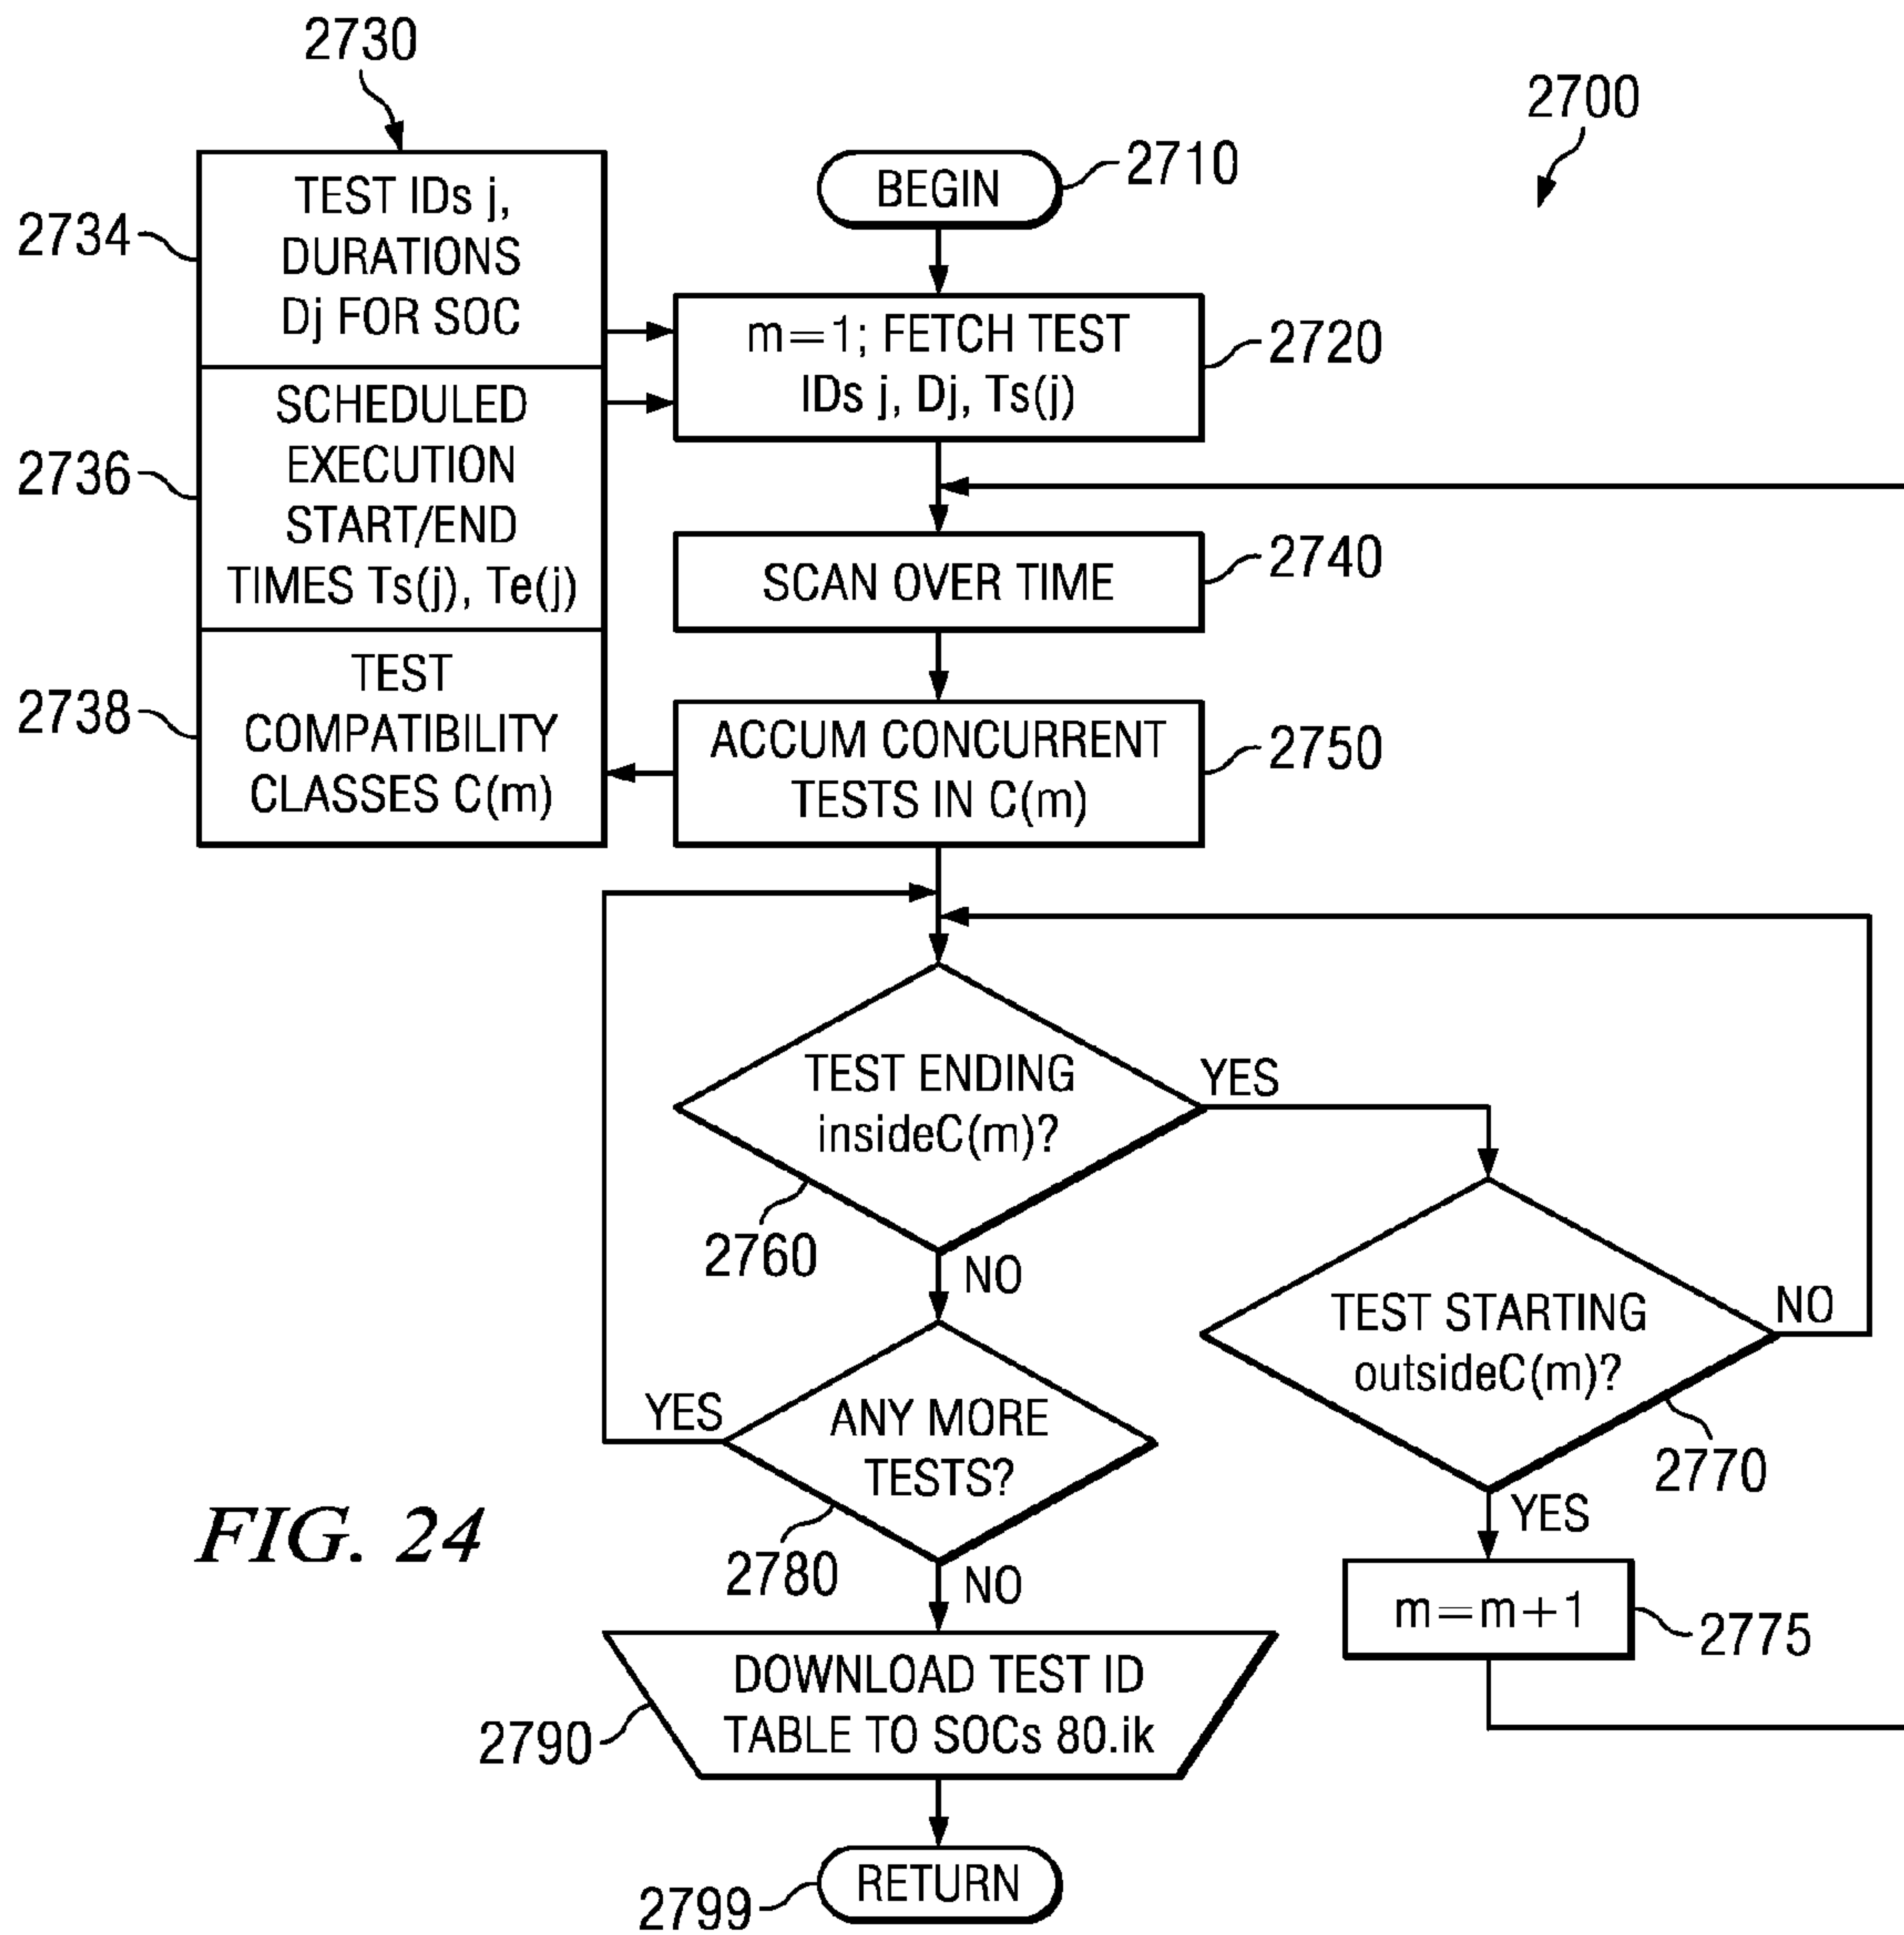 2730
2700
TEST IDs j,
DURATIONS
Dj FOR SOC
2734
BEGIN
2710
m=1; FETCH TEST
IDs j, Dj, Ts(j)
2720
SCHEDULED
EXECUTION
START/END
TIMES Ts(j), Te(j)
2736
SCAN OVER TIME
2740
TEST
COMPATIBILITY
CLASSES C(m)
2738
ACCUM CONCURRENT
TESTS IN C(m)
2750
TEST ENDING
insideC(m)?
YES
2760
NO
TEST STARTING
outsideC(m)?
NO
2770
YES
ANY MORE
TESTS?
YES
2780
NO
m=m+1
2775
FIG. 24
DOWNLOAD TEST ID
TABLE TO SOCs 80.ik
2790
RETURN
2799